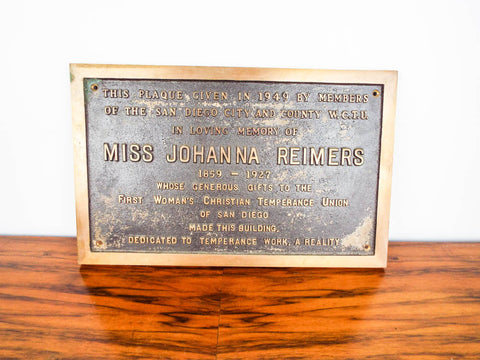 THIS PLAQUE GIVEN IN 1949 BY MEMBERS
OF THE SAN DIEGO CITY AND COUNTY W.C.T.U.
IN LOVING MEMORY OF
MISS JOHANNA REIMERS
1859 – 1927
WHOSE GENEROUS GIFTS TO THE
FIRST WOMAN'S CHRISTIAN TEMPERANCE UNION
OF SAN DIEGO
MADE THIS BUILDING,
DEDICATED TO TEMPERANCE WORK, A REALITY